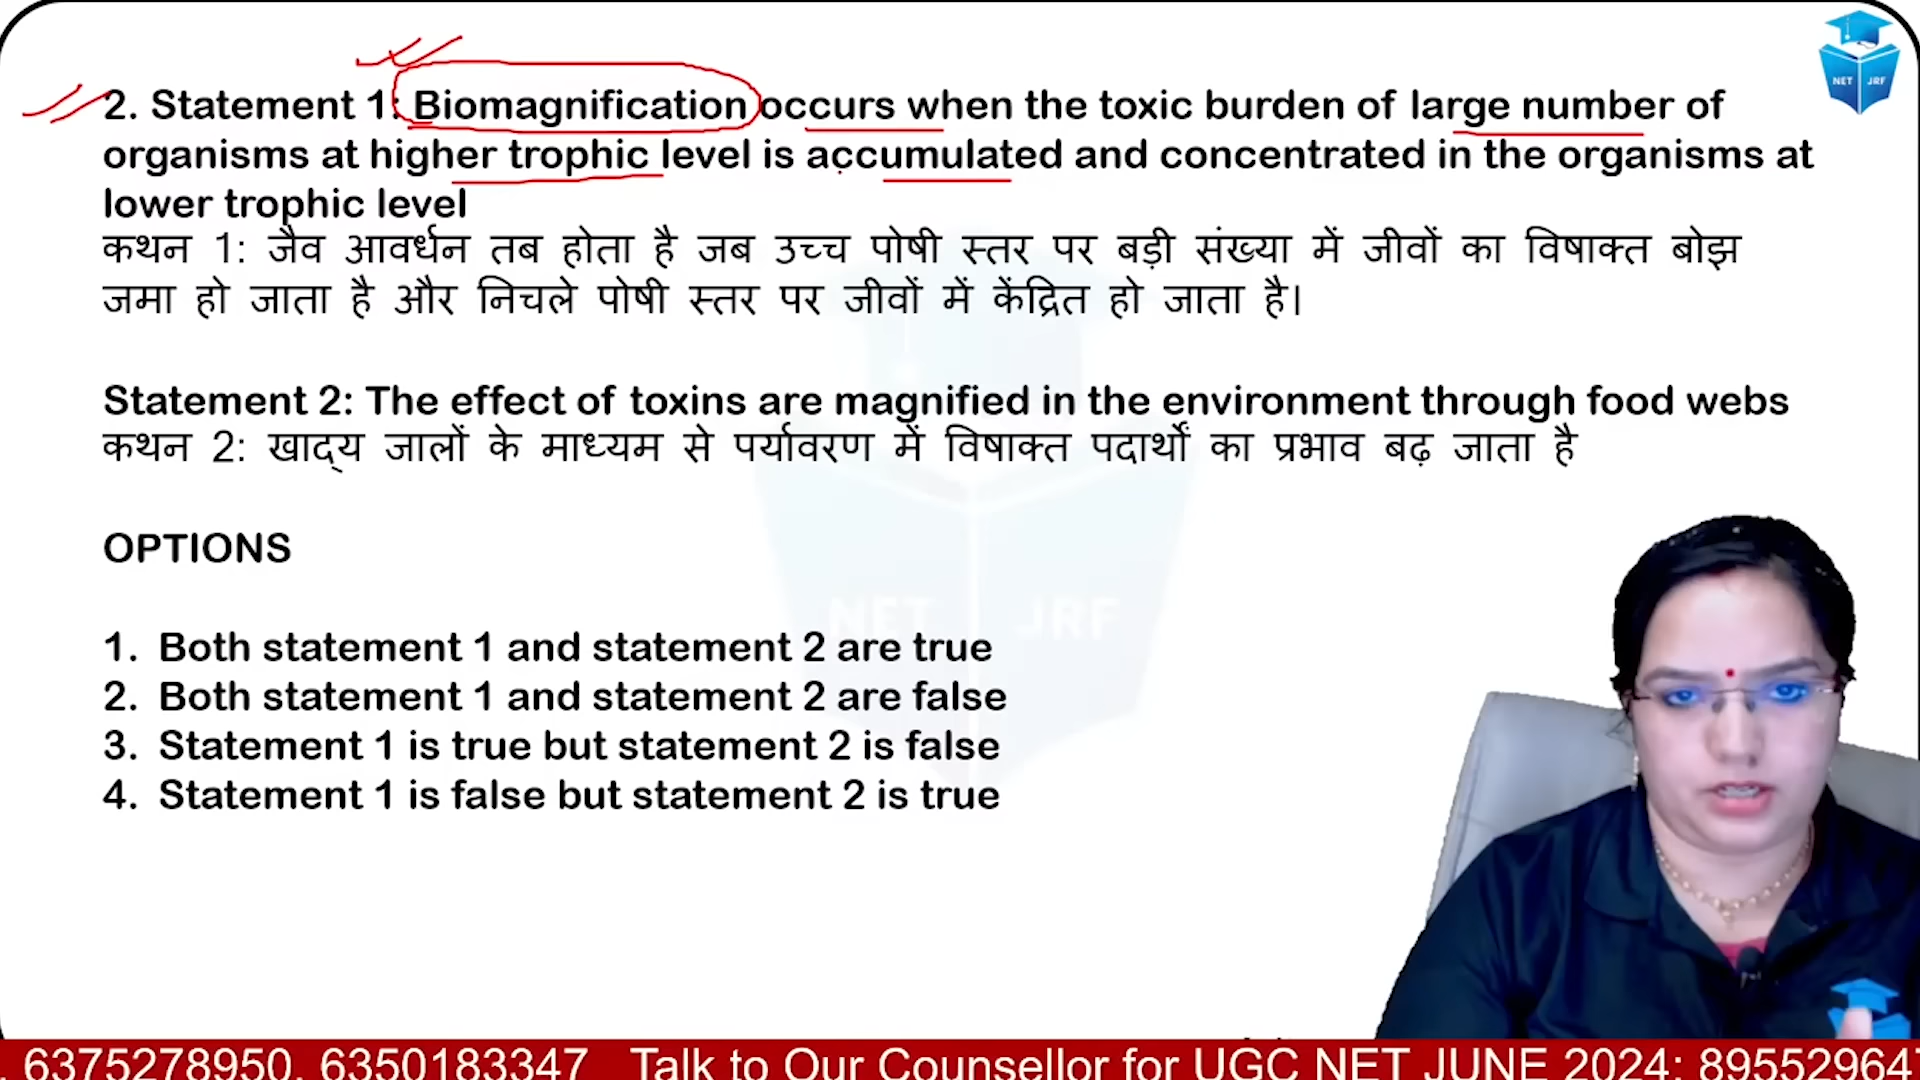 NET JRF
2. Statement 1: Biomagnification occurs when the toxic burden of large number of
organisms at higher trophic level is accumulated and concentrated in the organisms at
lower trophic level
कथन 1: जैव आवर्धन तब होता है जब उच्च पोषी स्तर पर बड़ी संख्या में जीवों का विषाक्त बोझ
जमा हो जाता है और निचले पोषी स्तर पर जीवों में केंद्रित हो जाता है।
Statement 2: The effect of toxins are magnified in the environment through food webs
कथन 2: खाद्य जालों के माध्यम से पर्यावरण में विषाक्त पदार्थों का प्रभाव बढ़ जाता है
OPTIONS
NET JRF
1. Both statement 1 and statement 2 are true
2. Both statement 1 and statement 2 are false
3. Statement 1 is true but statement 2 is false
4. Statement 1 is false but statement 2 is true
6375278950, 6350183347 Talk to Our Counsellor for UGC NET JUNE 2024: 89552964